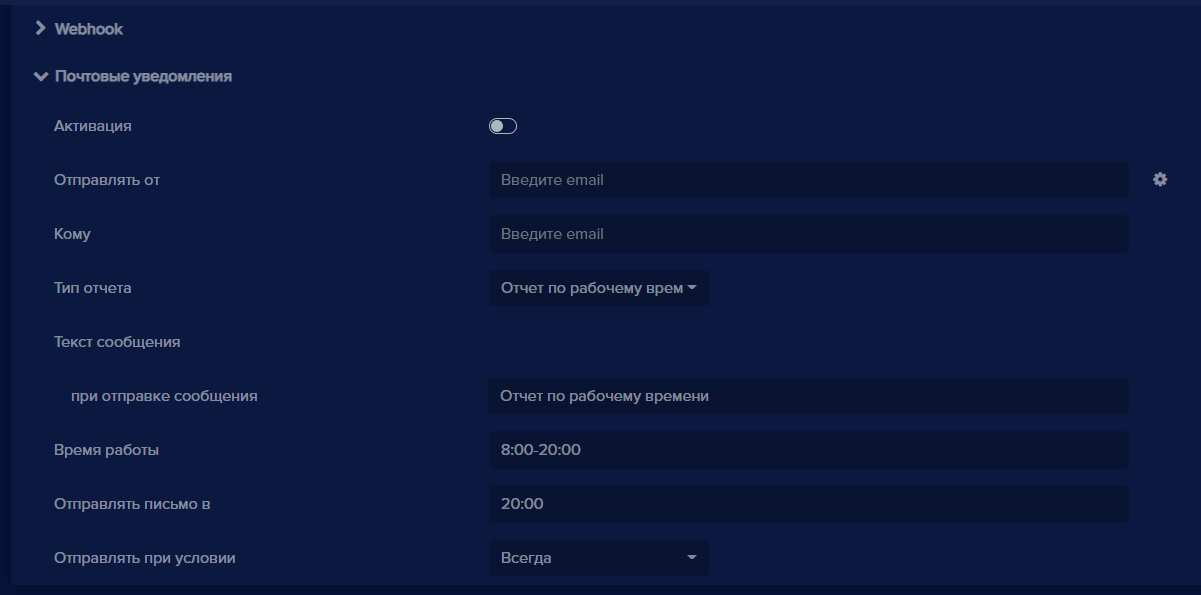 Webhook
Почтовые уведомления
Активация
Отправлять от Введите email
Кому Введите email
Тип отчета Отчет по рабочему врем
Текст сообщения
при отправке сообщения Отчет по рабочему времени
Время работы 8:00-20:00
Отправлять письмо в 20:00
Отправлять при условии Всегда